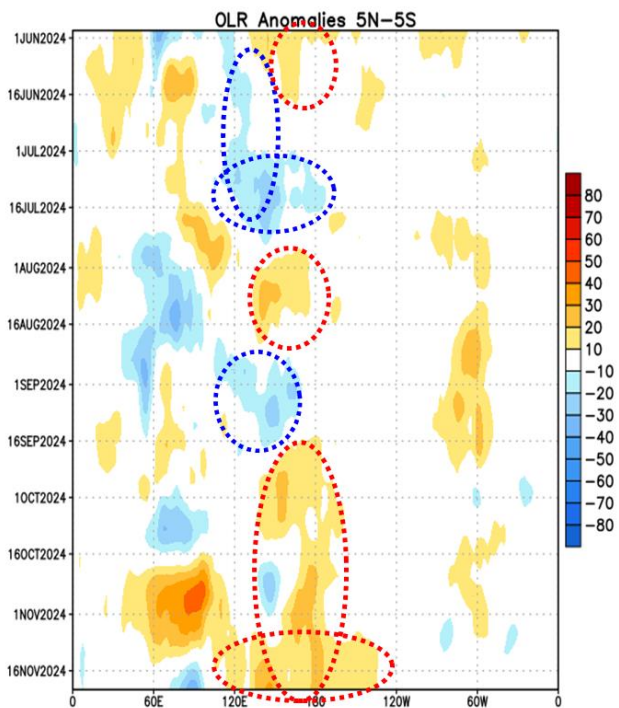 OLR Anomalies 5N-5S
1JUN2024
16JUN2024
1JUL2024
16JUL2024
1AUG2024
16AUG2024
1SEP2024
16SEP2024
1OCT2024
16OCT2024
1NOV2024
16NOV2024
0 60E 120E 180 120W 60W 0
80
70
60
50
40
30
20
10
-10
-20
-30
-40
-50
-60
-70
-80